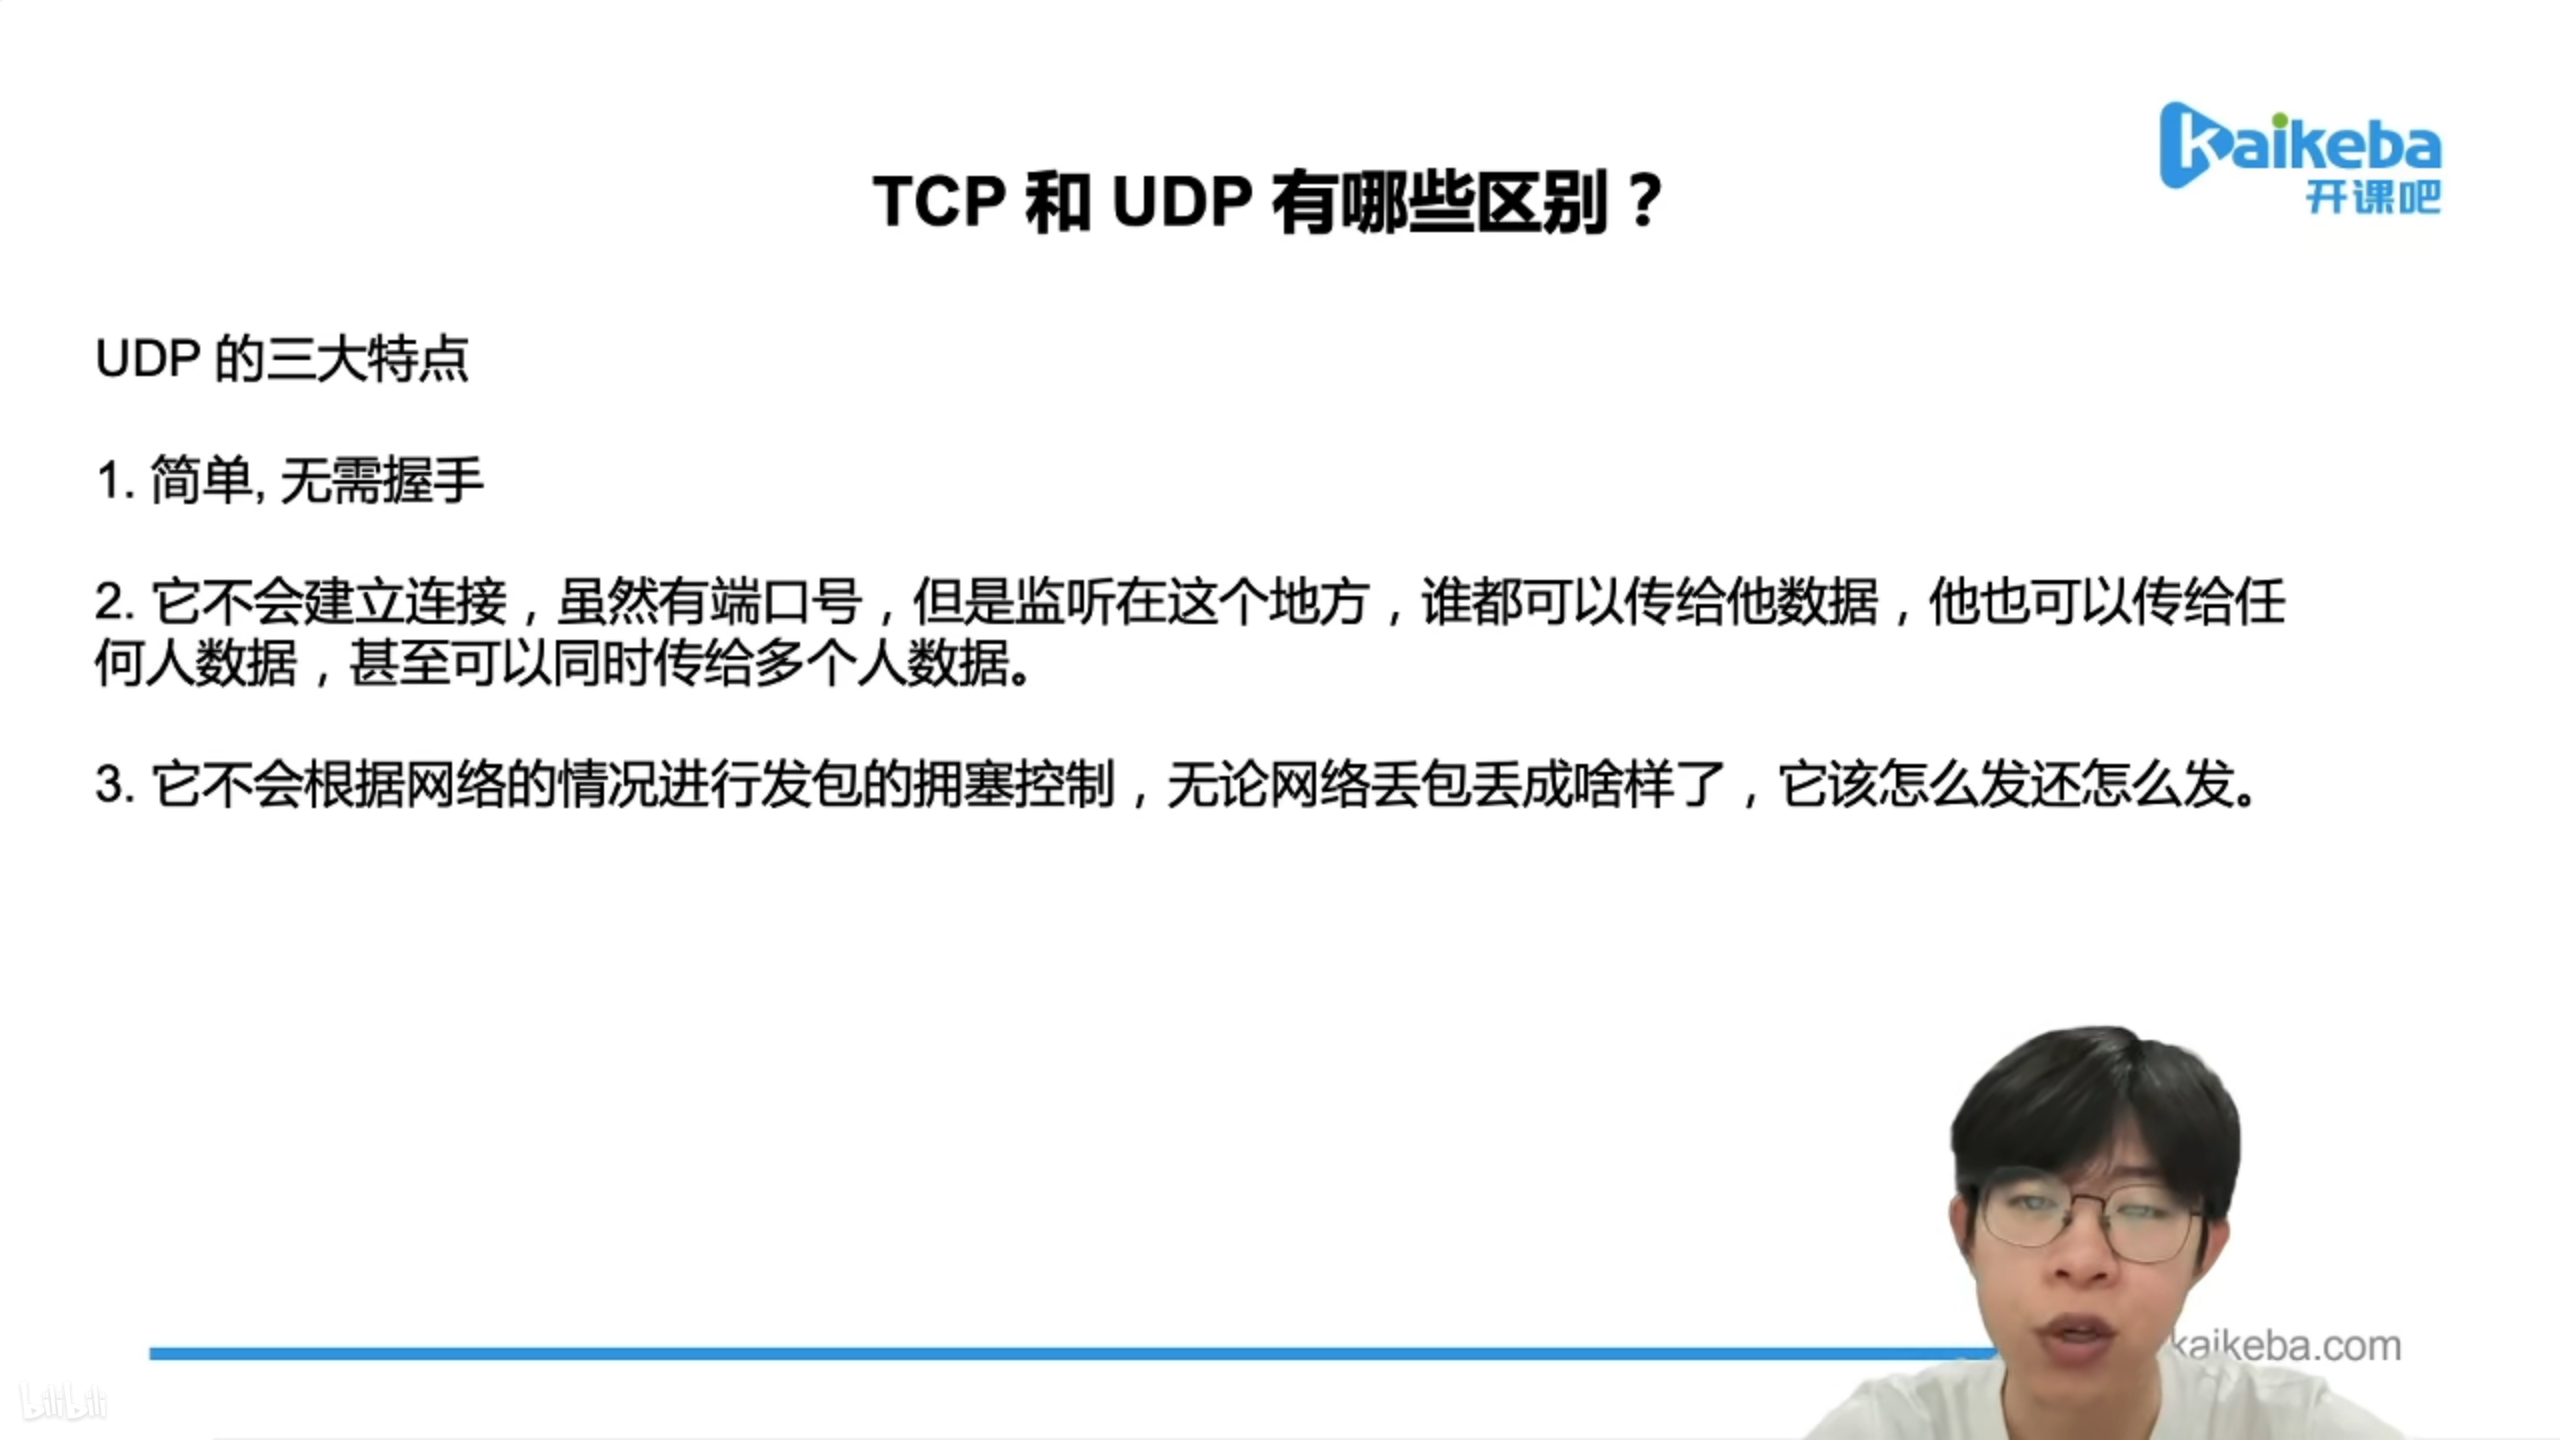 kaikeba
开课吧
TCP 和 UDP 有哪些区别？
UDP 的三大特点
1. 简单, 无需握手
2. 它不会建立连接，虽然有端口号，但是监听在这个地方，谁都可以传给他数据，他也可以传给任
何人数据，甚至可以同时传给多个人数据。
3. 它不会根据网络的情况进行发包的拥塞控制，无论网络丢包丢成啥样了，它该怎么发还怎么发。
kaikeba.com
bilibili